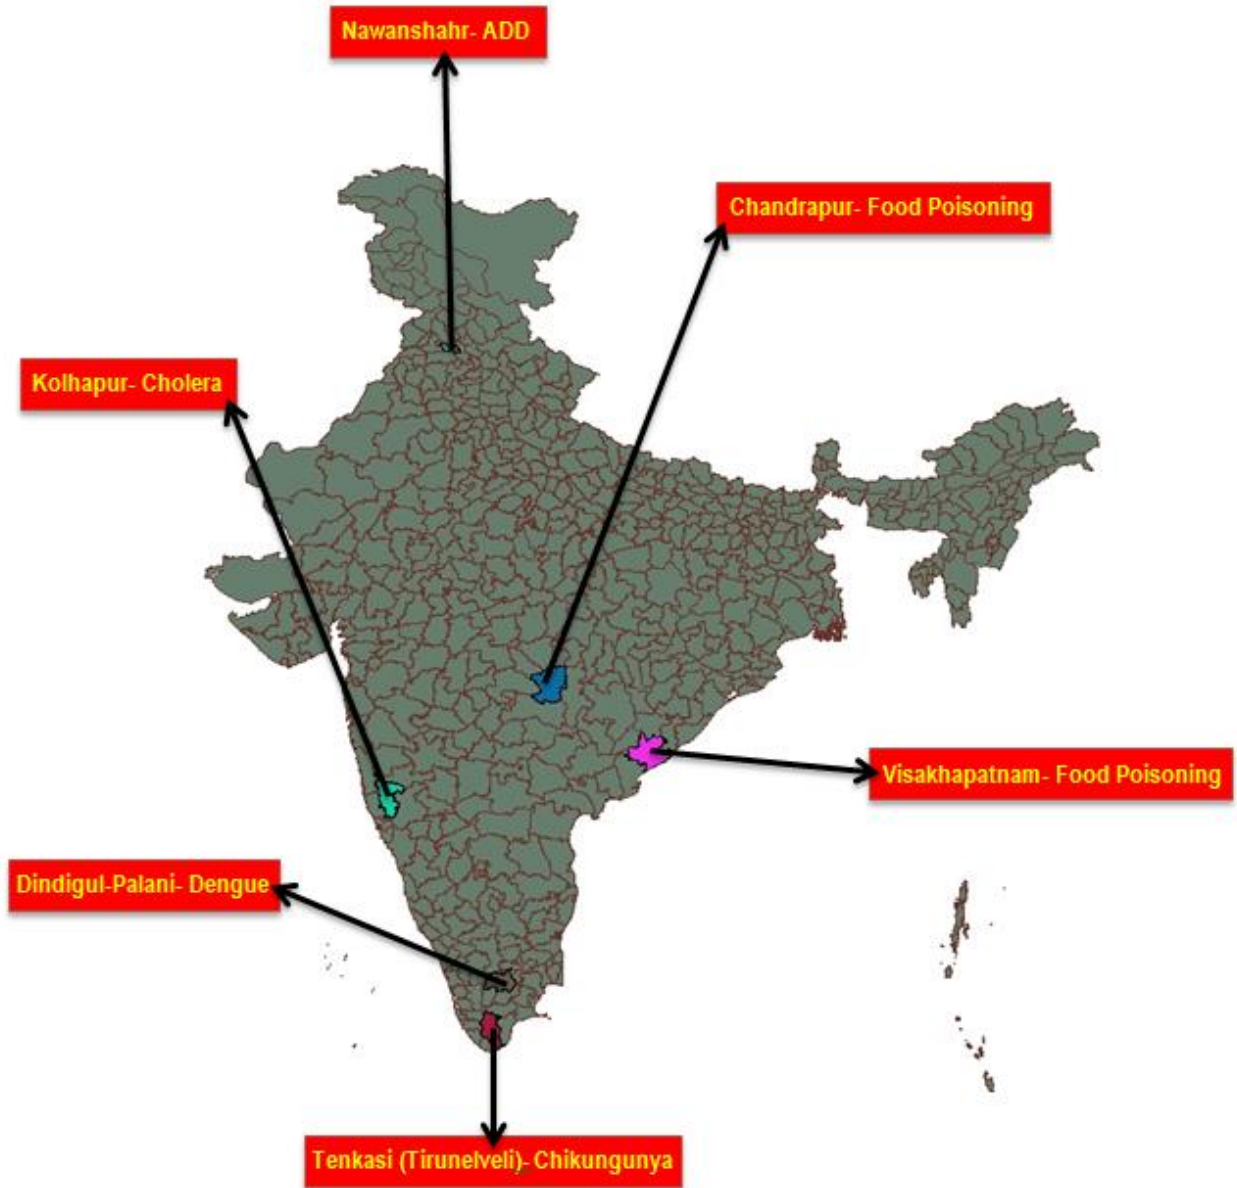 Nawanshahr- ADD
Chandrapur- Food Poisoning
Kolhapur- Cholera
Visakhapatnam- Food Poisoning
Dindigul-Palani- Dengue
Tenkasi (Tirunelveli)- Chikungunya